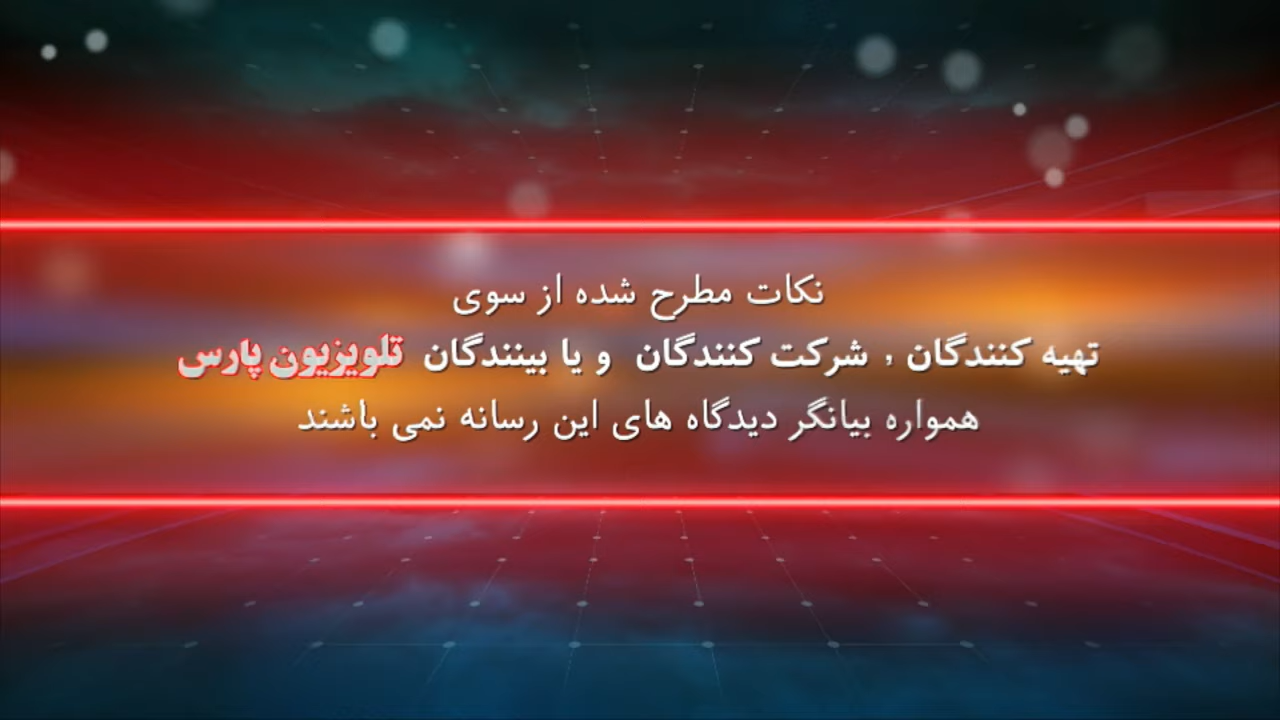 نکات مطرح شده از سوی
تهیه کنندگان , شرکت کنندگان و یا بینندگان تلویزیون پارس
همواره بیانگر دیدگاه های این رسانه نمی باشند